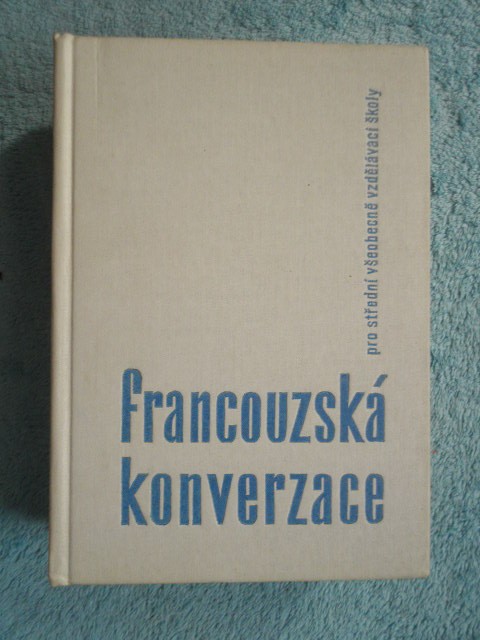 francouzská
konverzace
pro střední všeobecně vzdělávací školy